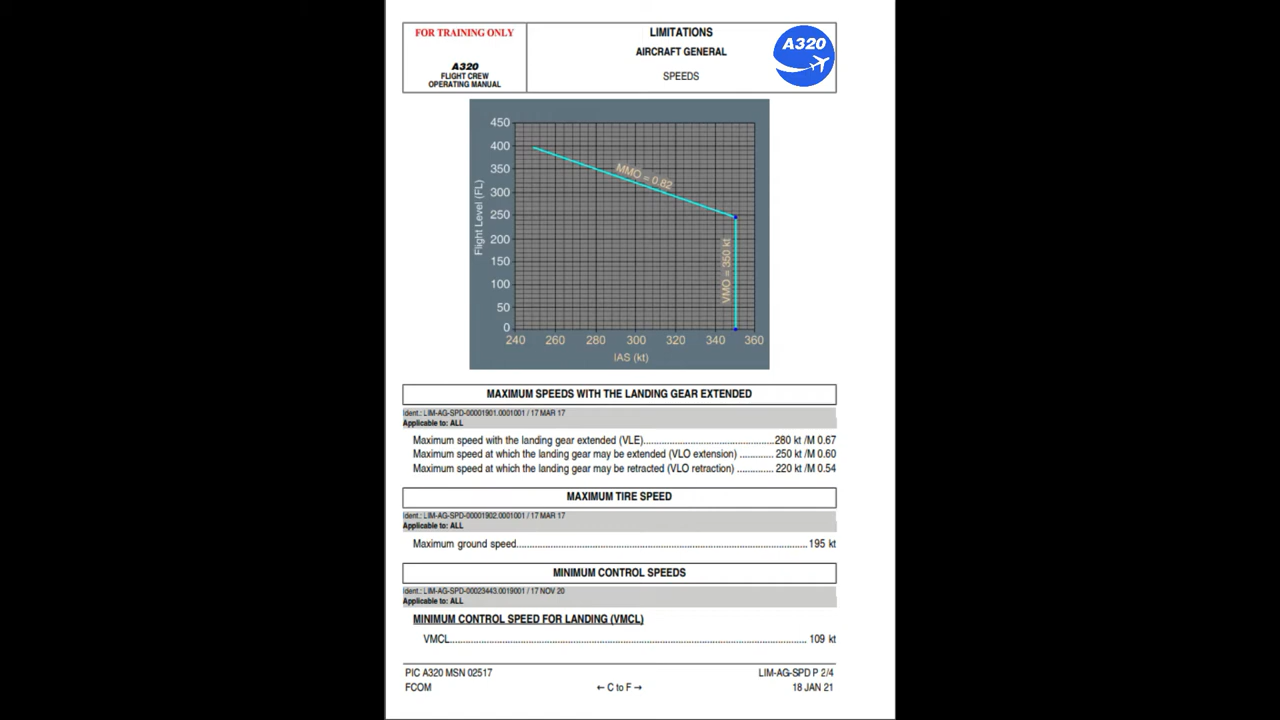 FOR TRAINING ONLY
A320
FLIGHT CREW
OPERATING MANUAL
LIMITATIONS
AIRCRAFT GENERAL
SPEEDS
A320
450
400
350
300
250
200
150
100
50
0
Flight Level (FL)
MMO = 0.82
VMO = 350 kt
240 260 280 300 320 340 360
IAS (kt)
MAXIMUM SPEEDS WITH THE LANDING GEAR EXTENDED
Ident.: LIM-AG-SPD-00001901.0001001 / 17 MAR 17
Applicable to: ALL
Maximum speed with the landing gear extended (VLE)................................................280 kt /M 0.67
Maximum speed at which the landing gear may be extended (VLO extension) ............ 250 kt /M 0.60
Maximum speed at which the landing gear may be retracted (VLO retraction) ............. 220 kt /M 0.54
MAXIMUM TIRE SPEED
Ident.: LIM-AG-SPD-00001902.0001001 / 17 MAR 17
Applicable to: ALL
Maximum ground speed..........................................................................................................195 kt
MINIMUM CONTROL SPEEDS
Ident.: LIM-AG-SPD-00023443.0019001 / 17 NOV 20
Applicable to: ALL
MINIMUM CONTROL SPEED FOR LANDING (VMCL)
VMCL.................................................................................................................................. 109 kt
PIC A320 MSN 02517
LIM-AG-SPD P 2/4
FCOM
← C to F →
18 JAN 21